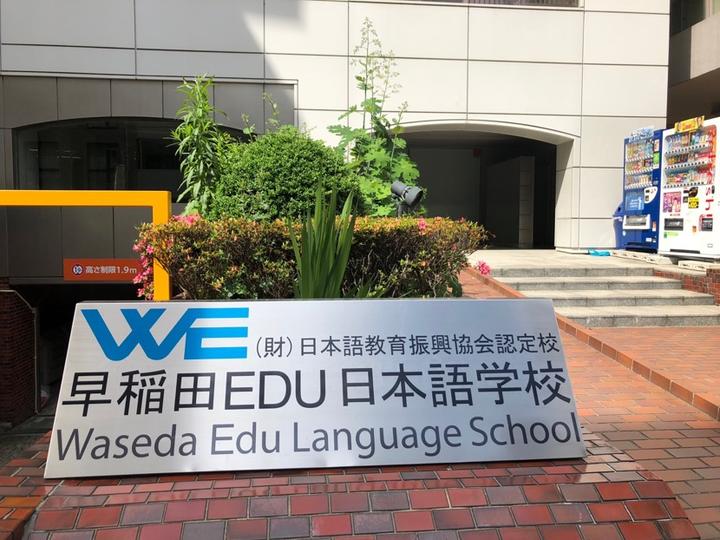 高さ制限1.9m
WE (財)日本語教育振興協会認定校
早稲田EDU日本語学校
Waseda Edu Language School